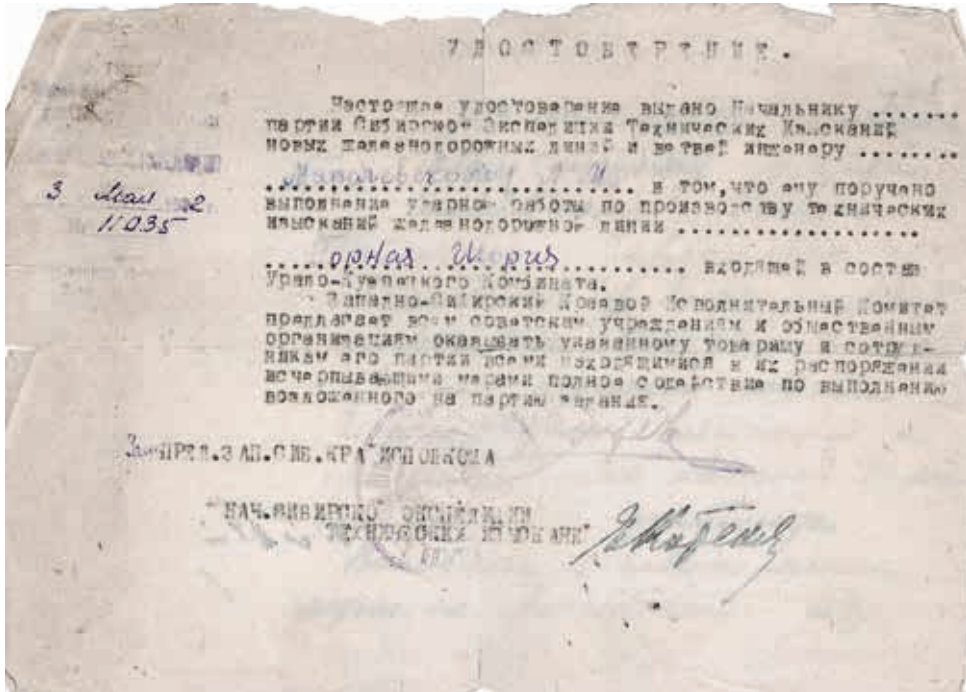 УДОСТОВЕРЕНИЕ.
Настоящее удостоверение выдано Начальнику .......
партии Сибирской Экспедиции Технических Изысканий
новых железнодорожных линий и ветвей инженеру ........
3 Мая 2
11035
в том, что ему поручено
выполнение ударной работы по производству технических
изысканий железнодорожной линии ...................
орная Шория входящей в состав
Урало-Кузнецкого Комбината.
Западно-Сибирский Краевой Исполнительный Комитет
предлагает всем советским учреждениям и общественным
организациям оказывать указанному товарищу и сотруд-
никам его партии всеми находящимися в их распоряжении
исчерпывающими мерами полное содействие по выполнению
возложенного на партию задания.
Зам ПРЕД.ЗАП.СИБ.КРАЙИСПОЛКОМА
НАЧ.СИБИРСКОЙ ЭКСПЕДИЦИИ
ТЕХНИЧЕСКИХ ИЗЫСКАНИЙ